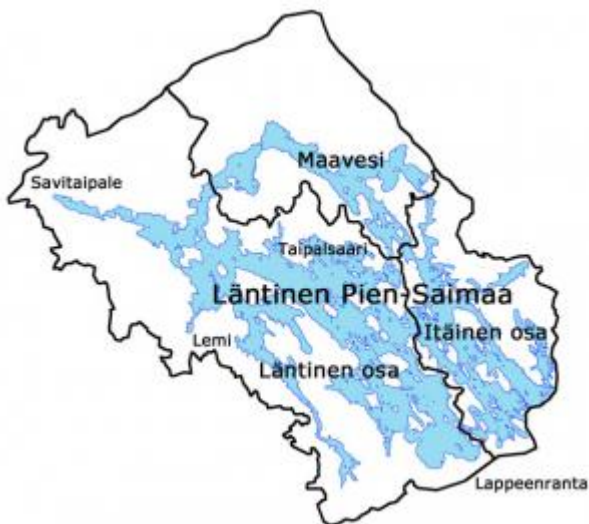 Maavesi
Savitaipale
Taipalsaari
Läntinen Pien-Saimaa
Itäinen osa
Lemi
Läntinen osa
Lappeenranta